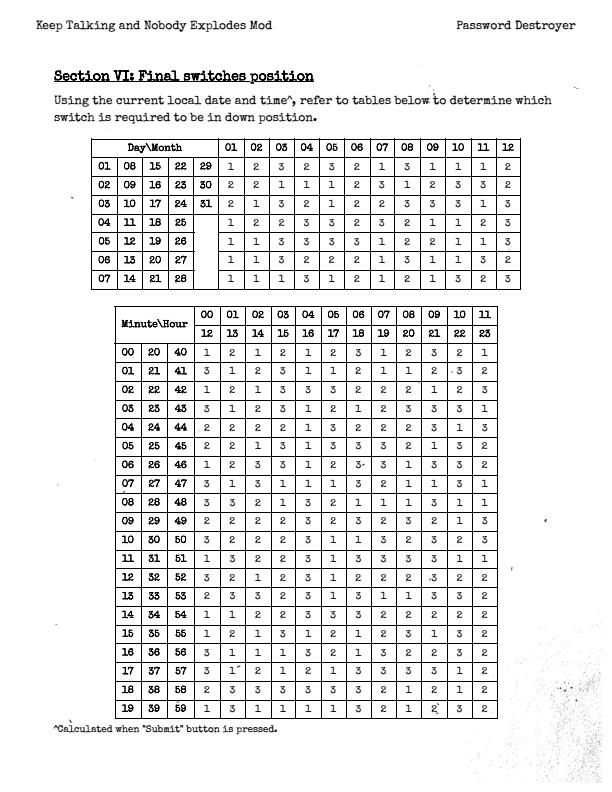 Keep Talking and Nobody Explodes Mod Password Destroyer
Section VI: Final switches position
Using the current local date and time^, refer to tables below to determine which
switch is required to be in down position.
Day\Month 01 02 03 04 05 06 07 08 09 10 11 12
01 08 15 22 29 1 2 3 2 3 2 1 3 1 1 1 2
02 09 16 23 30 2 2 1 1 1 2 3 1 2 3 3 2
03 10 17 24 31 2 1 3 2 1 2 2 3 3 3 1 3
04 11 18 25 1 2 2 3 3 2 3 2 1 1 2 3
05 12 19 26 1 1 3 3 3 3 1 2 2 1 1 3
06 13 20 27 1 1 3 2 2 2 1 3 1 1 3 2
07 14 21 28 1 1 1 3 1 2 1 2 1 3 2 3
Minute\Hour 00 01 02 03 04 05 06 07 08 09 10 11
12 13 14 15 16 17 18 19 20 21 22 23
00 20 40 1 2 1 2 1 2 3 1 2 3 2 1
01 21 41 3 1 2 3 1 1 2 1 1 2 3 2
02 22 42 1 2 1 3 3 3 2 2 2 1 2 3
03 23 43 3 1 2 3 1 2 1 2 3 3 3 1
04 24 44 2 2 2 2 1 3 2 2 2 3 1 3
05 25 45 2 2 1 3 1 3 3 3 2 1 3 2
06 26 46 1 2 3 3 1 2 3 3 1 3 3 2
07 27 47 3 1 3 1 1 1 3 2 1 1 3 1
08 28 48 3 3 2 1 3 2 1 1 1 3 1 1
09 29 49 2 2 2 2 3 2 3 2 3 2 1 3
10 30 50 3 2 2 2 3 1 1 3 2 3 2 3
11 31 51 1 3 2 2 3 1 3 3 3 3 1 1
12 32 52 3 2 1 2 3 1 2 2 2 3 2 2
13 33 53 2 3 3 2 3 1 3 1 1 3 3 2
14 34 54 1 1 2 2 3 3 3 2 2 2 2 2
15 35 55 1 2 1 3 1 2 1 2 3 1 3 2
16 36 56 3 1 1 1 3 2 1 3 2 2 3 2
17 37 57 3 1 2 1 2 1 3 3 3 3 1 2
18 38 58 2 3 3 3 3 3 3 2 1 2 1 2
19 39 59 1 3 1 1 1 1 3 2 1 2 3 2
^Calculated when "Submit" button is pressed.